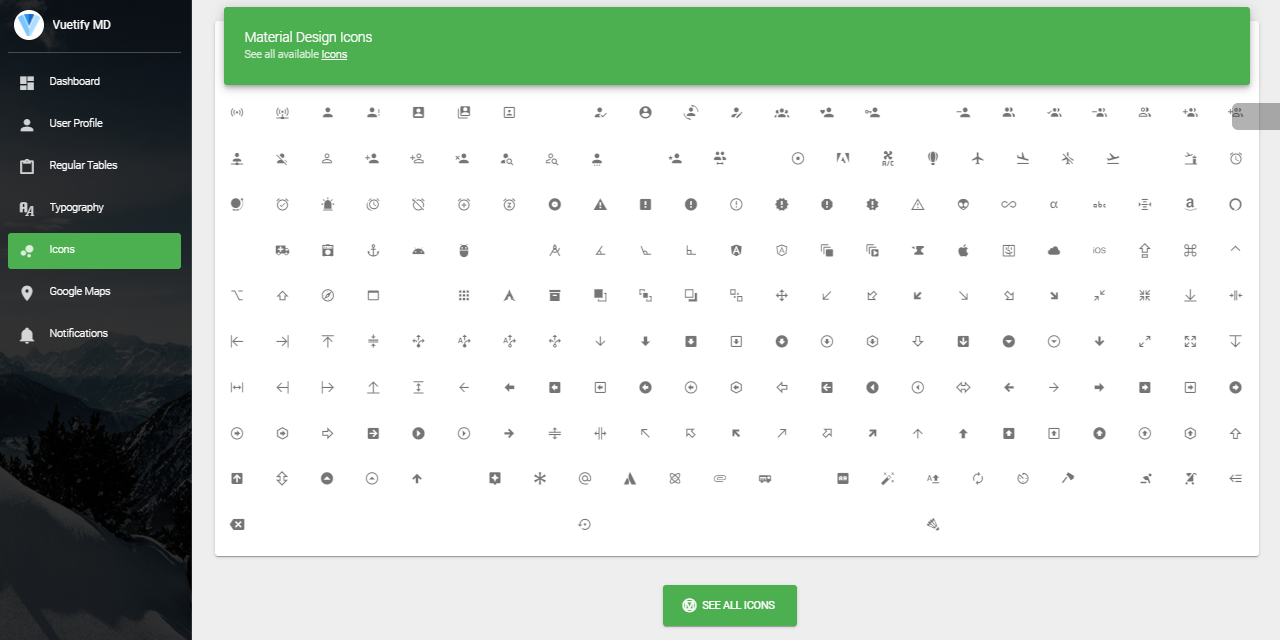 Vuetify MD
Dashboard
User Profile
Regular Tables
Typography
Icons
Google Maps
Notifications
Material Design Icons
See all available Icons
A/C
abc
iOS
SEE ALL ICONS